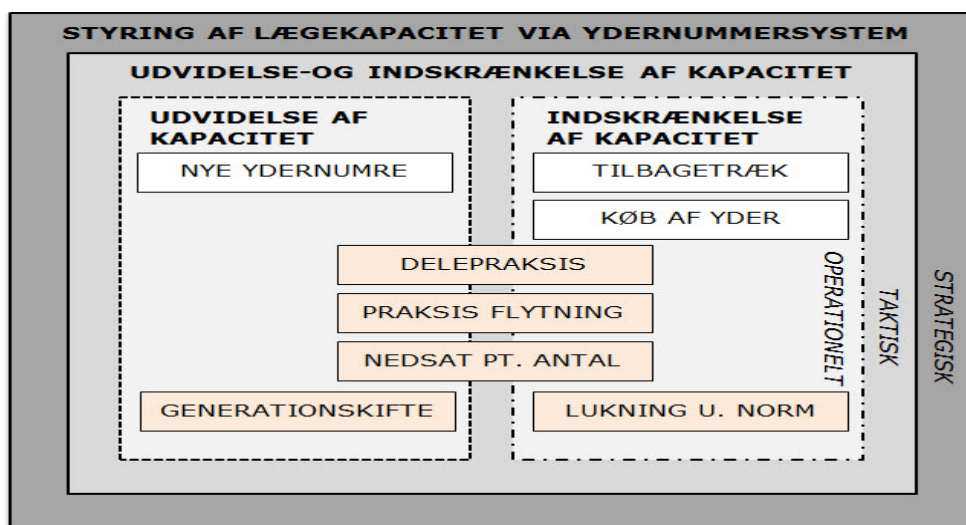 STYRING AF LÆGEKAPACITET VIA YDERNUMMERSYSTEM
UDVIDELSE-OG INDSKRÆNKELSE AF KAPACITET
UDVIDELSE AF
KAPACITET
NYE YDERNUMRE
INDSKRÆNKELSE
AF KAPACITET
TILBAGETRÆK
KØB AF YDER
DELEPRAKSIS
PRAKSIS FLYTNING
NEDSAT PT. ANTAL
GENERATIONSKIFTE
LUKNING U. NORM
OPERATIONELT
TAKTISK
STRATEGISK